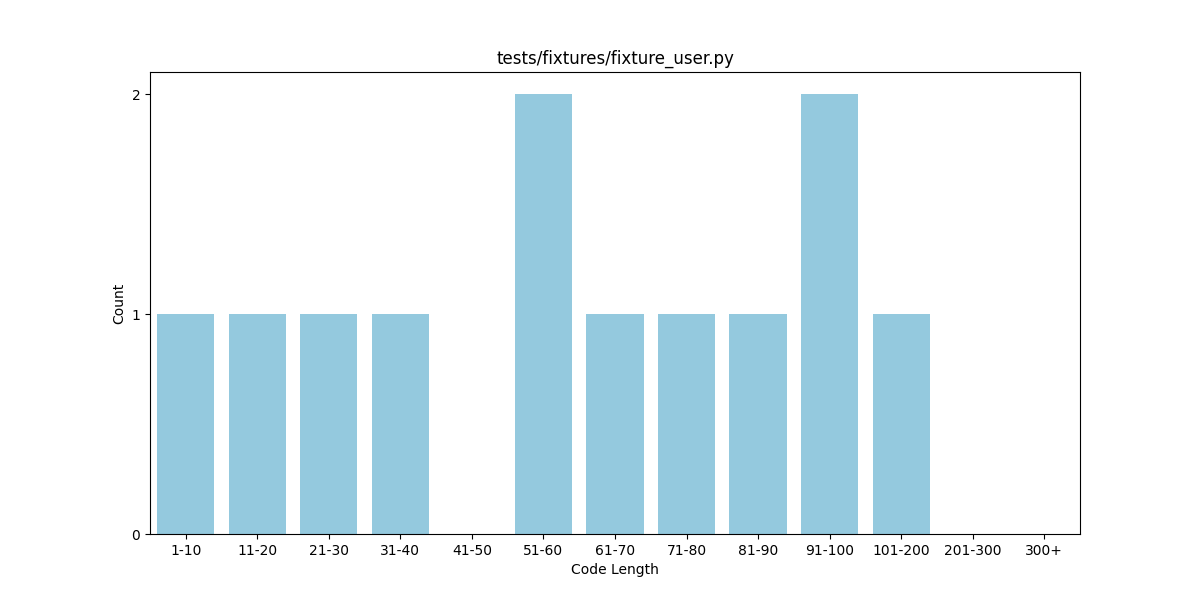 tests/fixtures/fixture_user.py
2
1
0
Count
1-10 11-20 21-30 31-40 41-50 51-60 61-70 71-80 81-90 91-100 101-200 201-300 300+
Code Length